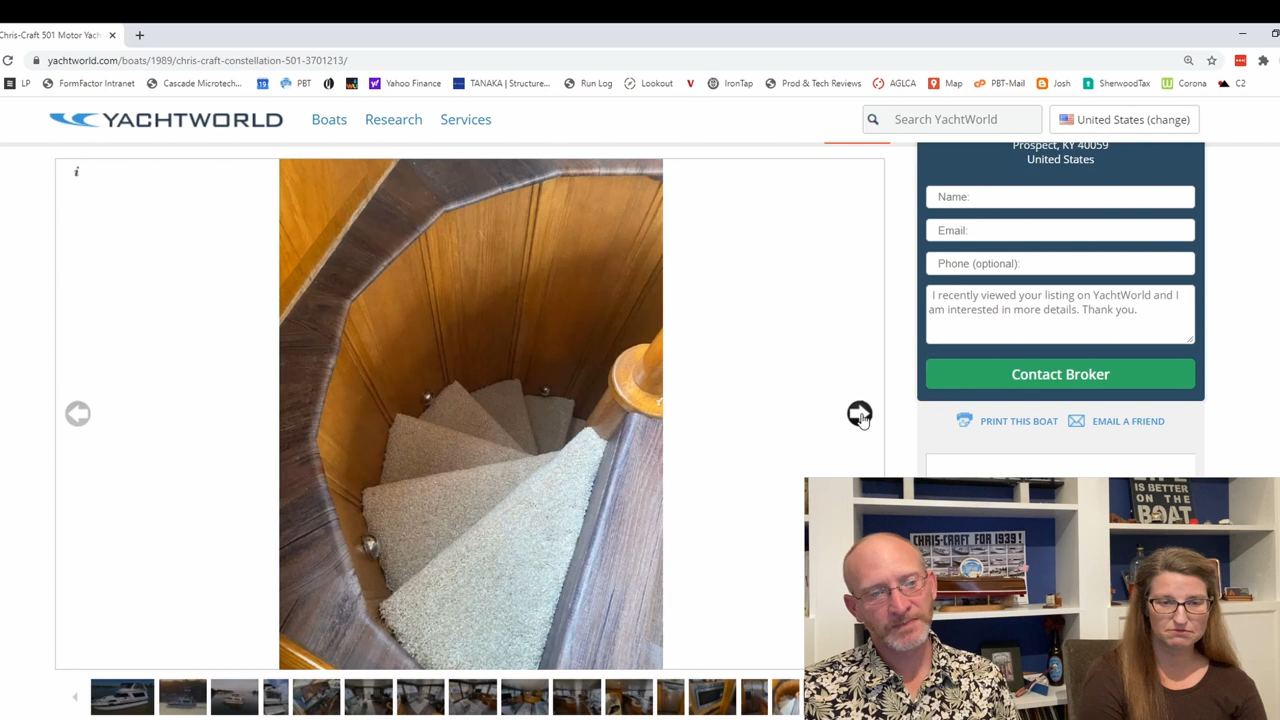 Chris-Craft 501 Motor Yach
yachtworld.com/boats/1989/chris-craft-constellation-501-3701213/
LP
FormFactor Intranet
Cascade Microtech...
19
PBT
Yahoo Finance
TANAKA | Structure...
Run Log
Lookout
V
IronTap
Prod & Tech Reviews
AGLCA
Map
PBT-Mail
Josh
SherwoodTax
Corona
C2
YACHTWORLD
Boats
Research
Services
Search YachtWorld
United States (change)
Prospect, KY 40059
United States
i
Name:
Email:
Phone (optional):
I recently viewed your listing on YachtWorld and I
am interested in more details. Thank you.
Contact Broker
PRINT THIS BOAT
EMAIL A FRIEND
LIFE
IS BETTER
ON THE
BOAT
CHRIS-CRAFT FOR 1939!